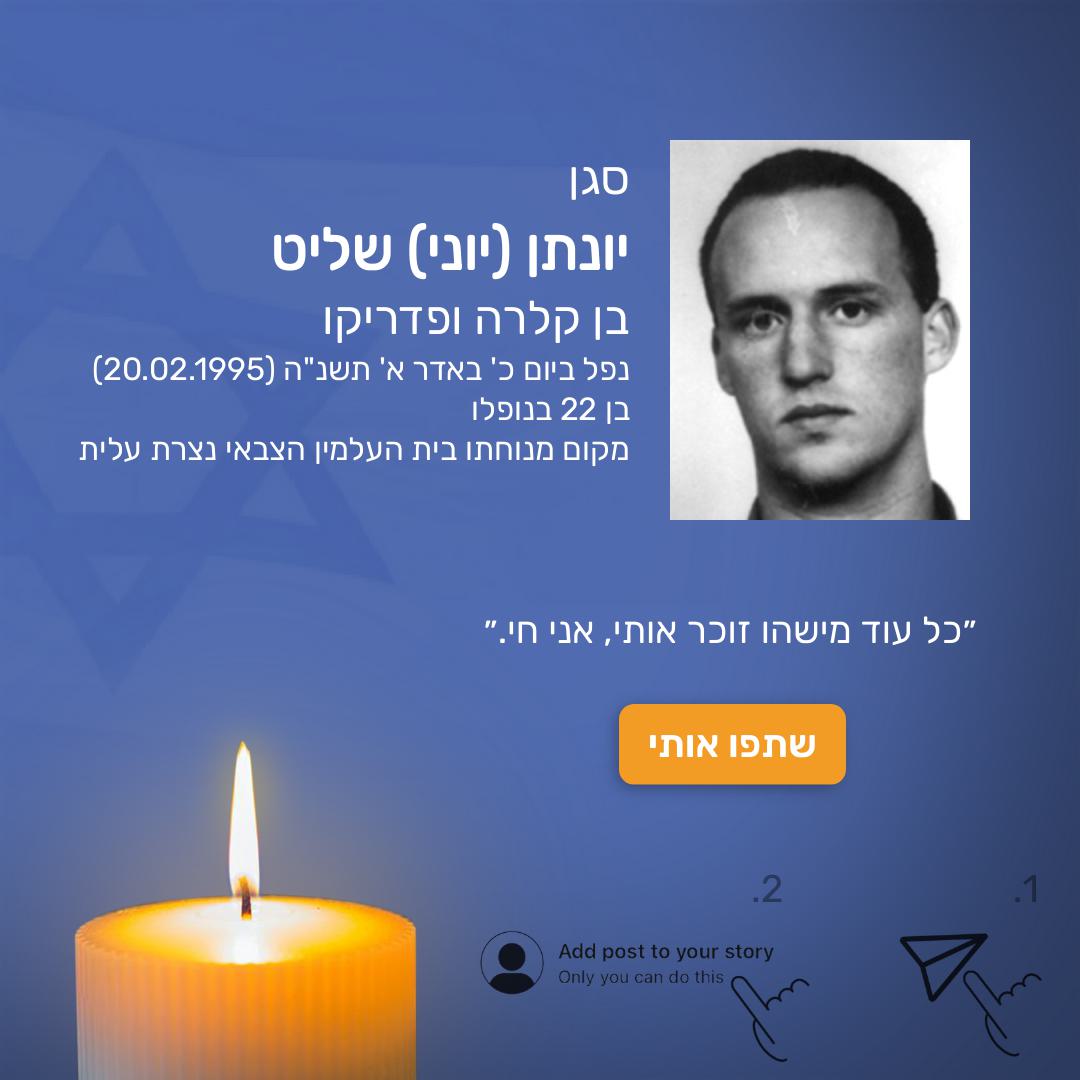 סגן
יונתן (יוני) שליט
בן קלרה ופדריקו
נפל ביום כ' באדר א' תשנ"ה (20.02.1995)
בן 22 בנופלו
מקום מנוחתו בית העלמין הצבאי נצרת עלית
״כל עוד מישהו זוכר אותי, אני חי.״
שתפו אותי
.1
.2
Add post to your story
Only you can do this